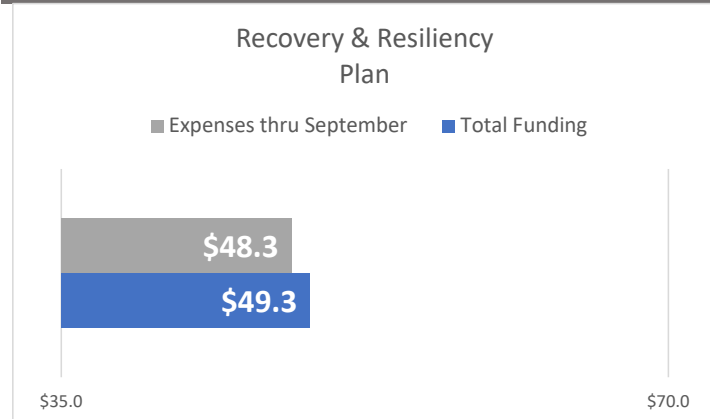 Recovery & Resiliency
Plan
Expenses thru September Total Funding
$48.3
$49.3
$35.0 $70.0